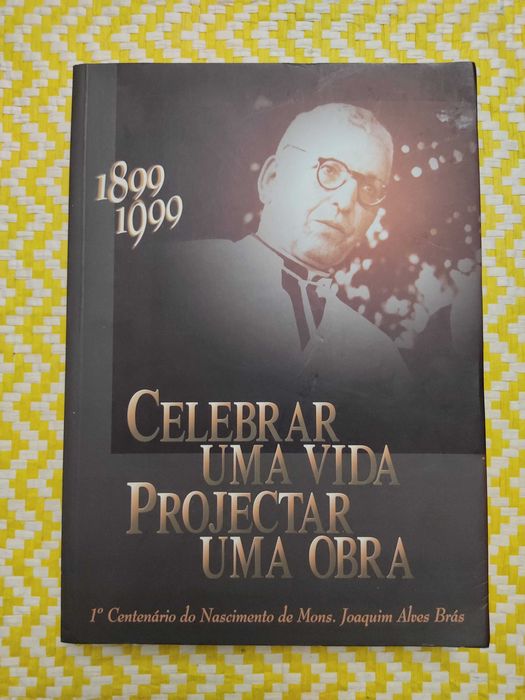 1899
1999
CELEBRAR
UMA VIDA
PROJECTAR
UMA OBRA
1º Centenário do Nascimento de Mons. Joaquim Alves Brás